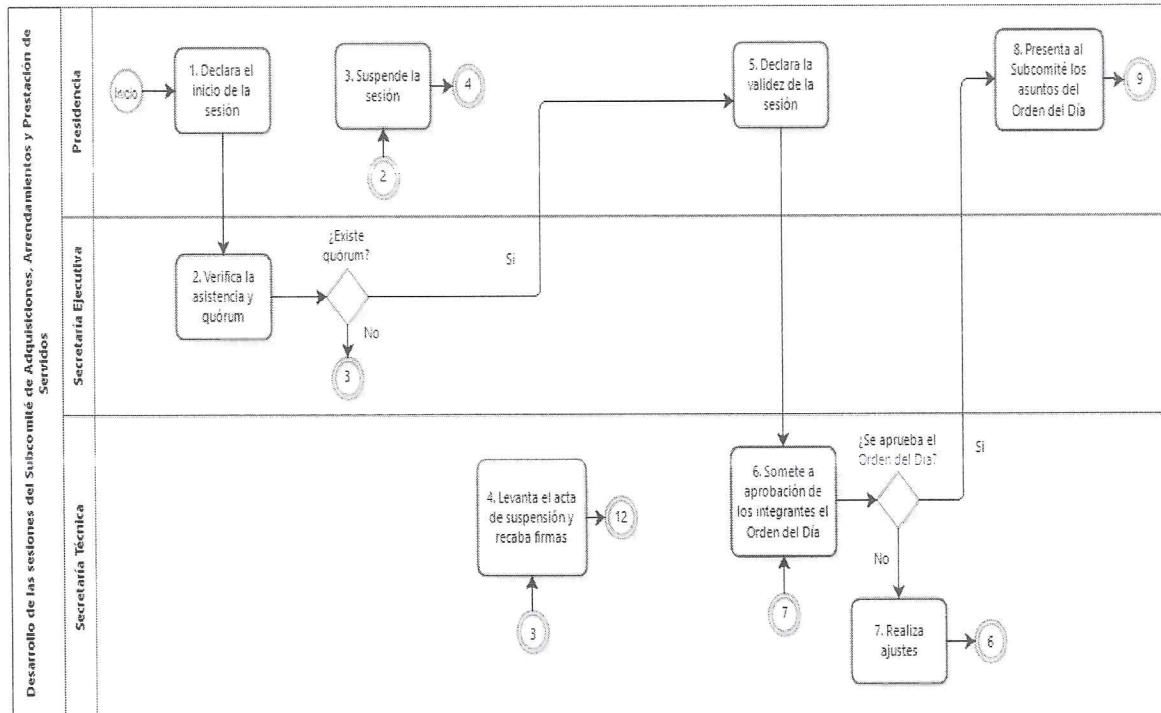 Desarrollo de las sesiones del Subcomité de Adquisiciones, Arrendamientos y Prestación de
Servidos
Presidencia
Inicio
1. Declara el
inicio de la
sesión
3. Suspende la
sesión
4
2
5. Declara la
validez de la
sesión
8. Presenta al
Subcomité los
asuntos del
Orden del Día
9
Secretaría Ejecutiva
2. Verifica la
asistencia y
quórum
¿Existe
quórum?
Si
No
3
Secretaría Técnica
4. Levanta el acta
de suspensión y
recaba firmas
12
3
6. Somete a
aprobación de
los integrantes el
Orden del Día
7
¿Se aprueba el
Orden del Día?
Si
No
7. Realiza
ajustes
6